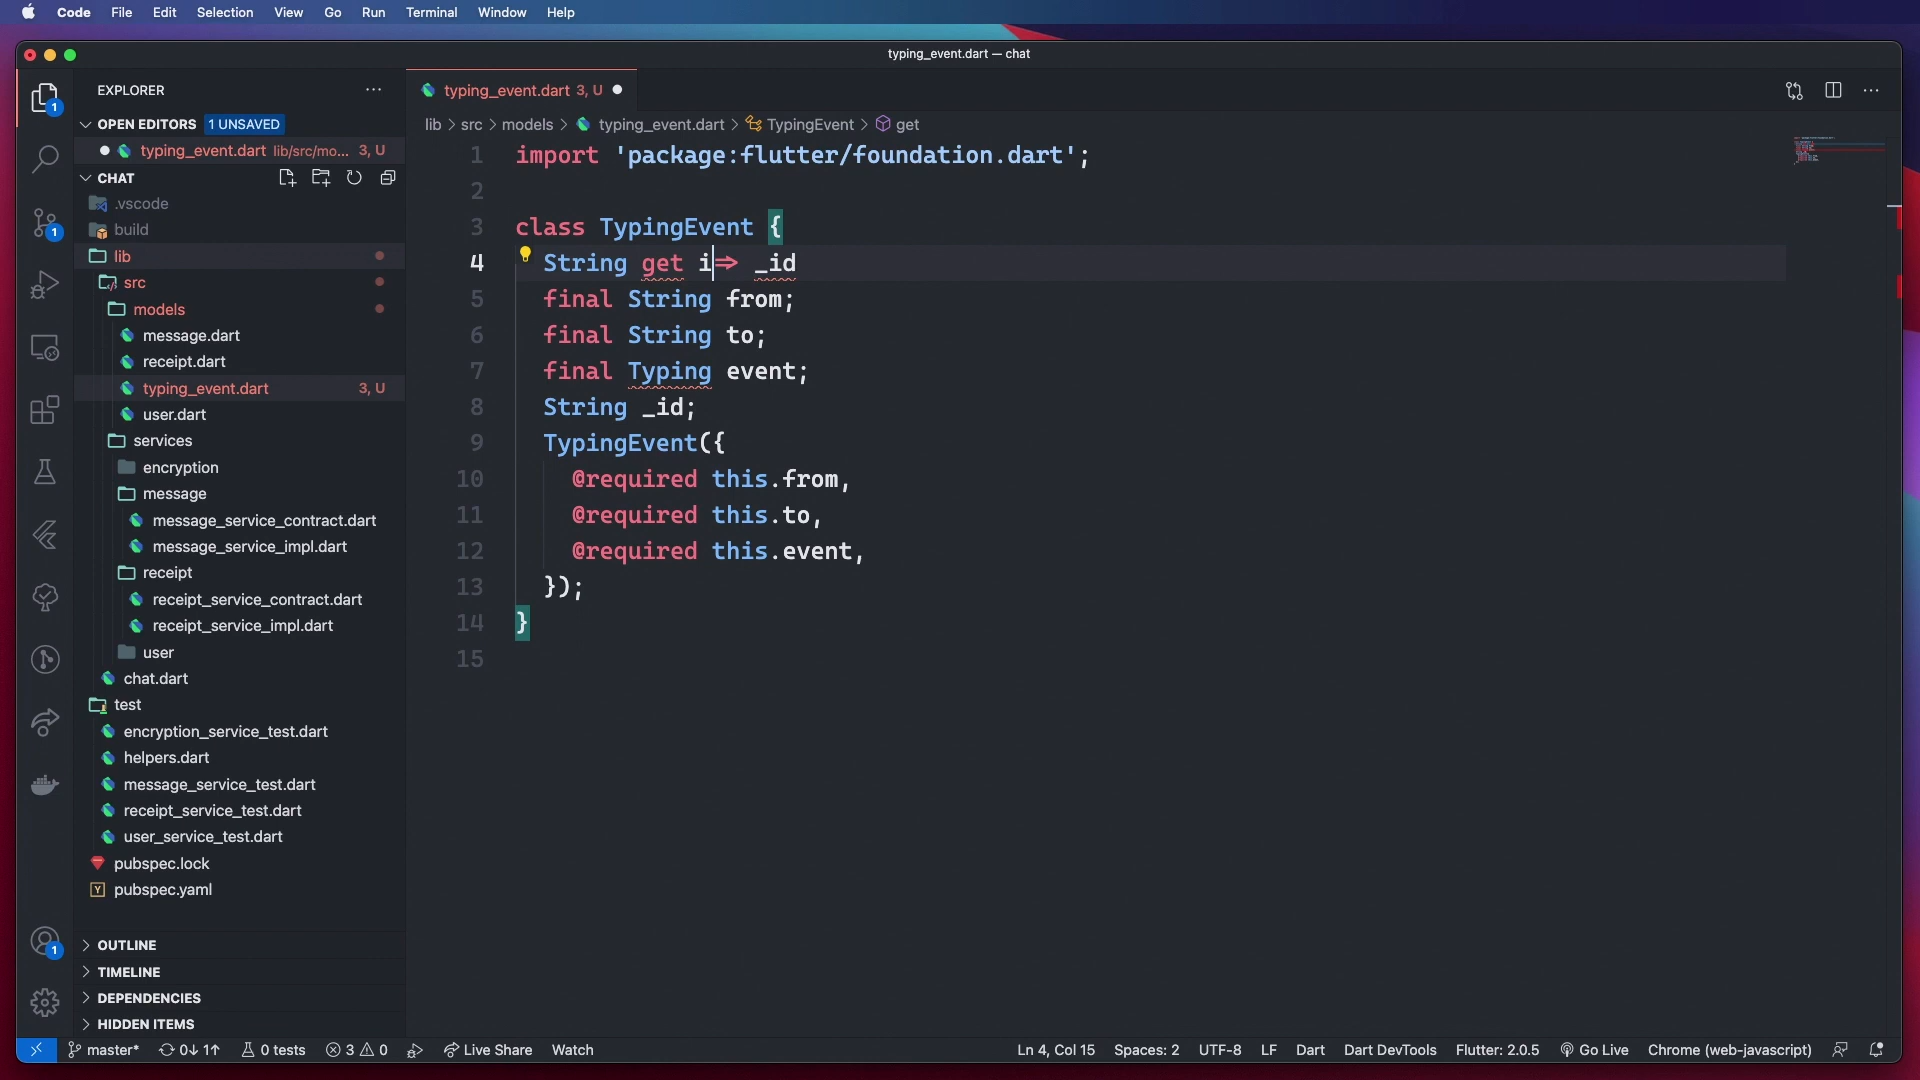 Code File Edit Selection View Go Run Terminal Window Help
typing_event.dart — chat
EXPLORER
OPEN EDITORS 1 UNSAVED
typing_event.dart lib/src/mo... 3, U
CHAT
.vscode
build
lib
src
models
message.dart
receipt.dart
typing_event.dart 3, U
user.dart
services
encryption
message
message_service_contract.dart
message_service_impl.dart
receipt
receipt_service_contract.dart
receipt_service_impl.dart
user
chat.dart
test
encryption_service_test.dart
helpers.dart
message_service_test.dart
receipt_service_test.dart
user_service_test.dart
pubspec.lock
pubspec.yaml
OUTLINE
TIMELINE
DEPENDENCIES
HIDDEN ITEMS
1
1
1
typing_event.dart 3, U
lib > src > models > typing_event.dart > TypingEvent > get
1 import 'package:flutter/foundation.dart';
2
3 class TypingEvent {
4 String get i=> _id
5 final String from;
6 final String to;
7 final Typing event;
8 String _id;
9 TypingEvent({
10 @required this.from,
11 @required this.to,
12 @required this.event,
13 });
14 }
15
master* 0↓ 1↑ 0 tests 3 0 Live Share Watch Ln 4, Col 15 Spaces: 2 UTF-8 LF Dart Dart DevTools Flutter: 2.0.5 Go Live Chrome (web-javascript)